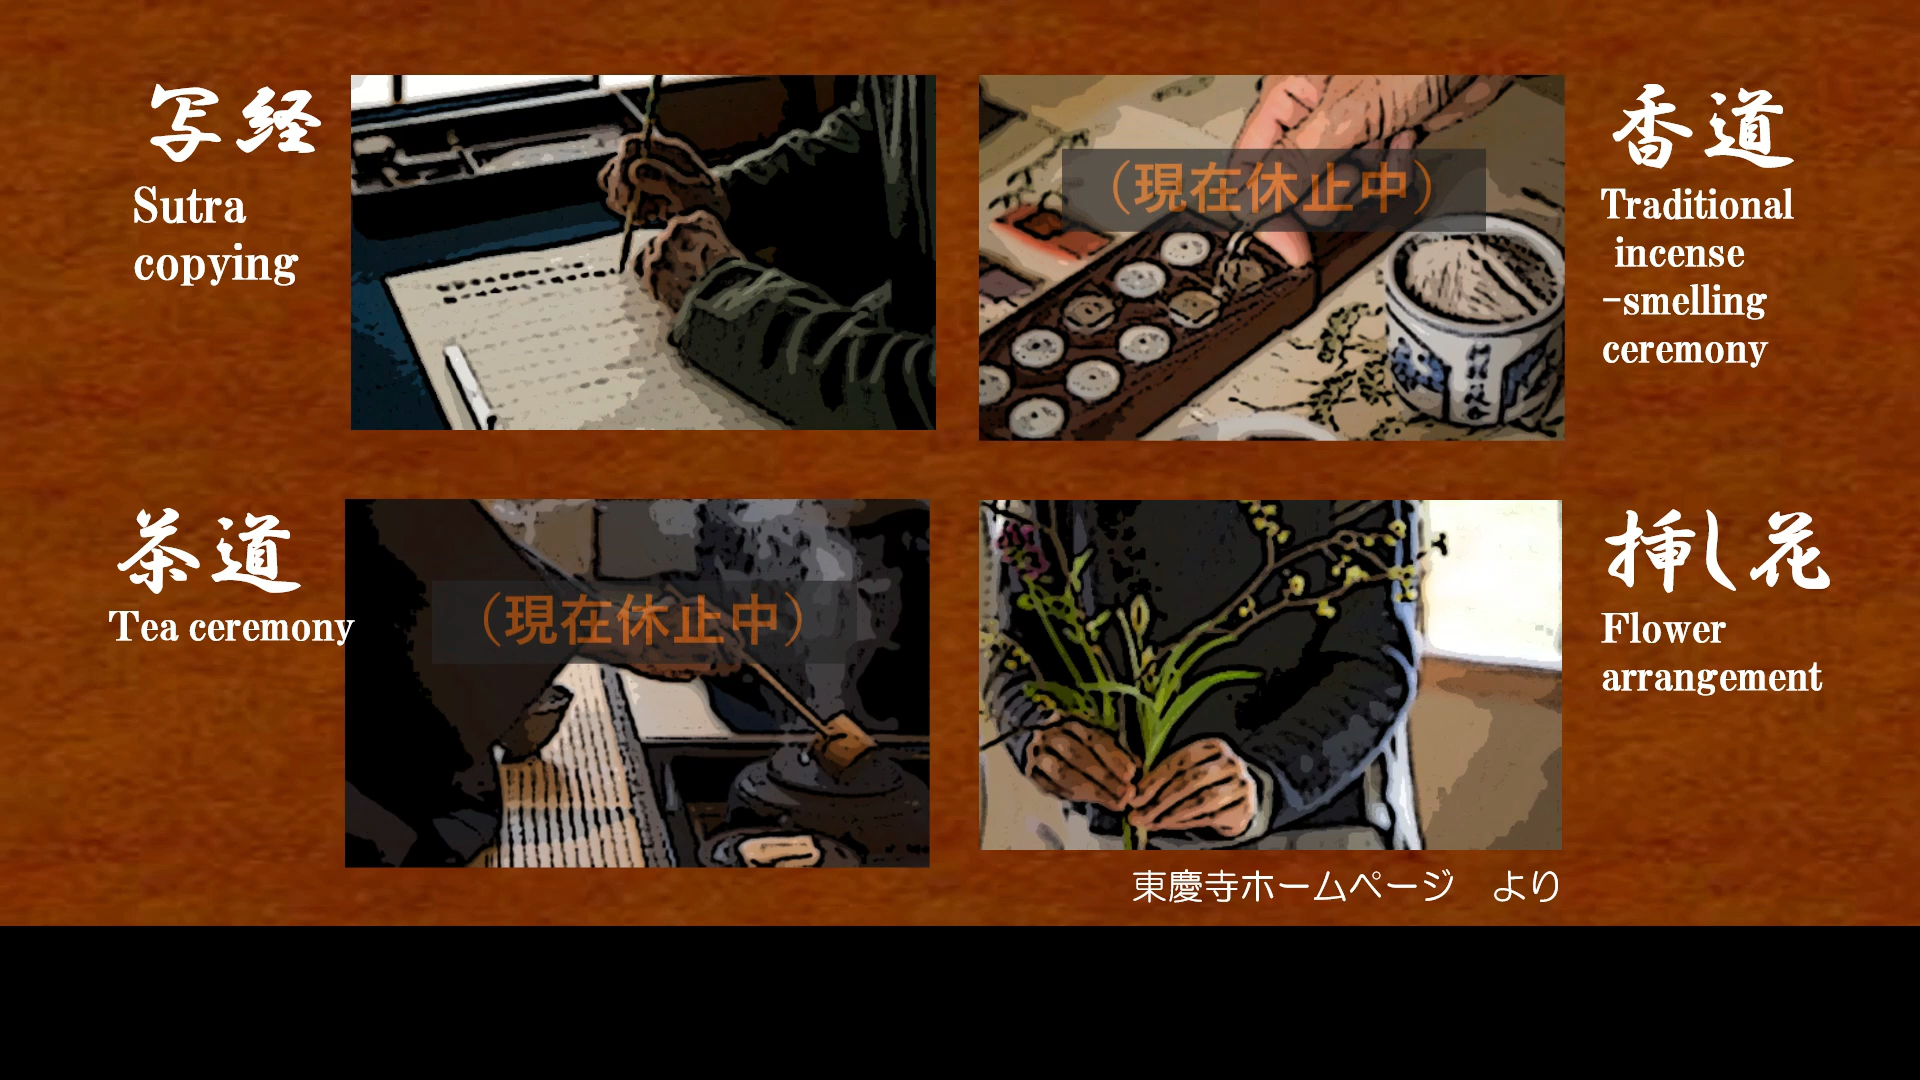 写経
Sutra
copying
（現在休止中）
香道
Traditional
incense
-smelling
ceremony
茶道
Tea ceremony
（現在休止中）
挿し花
Flower
arrangement
東慶寺ホームページ　より